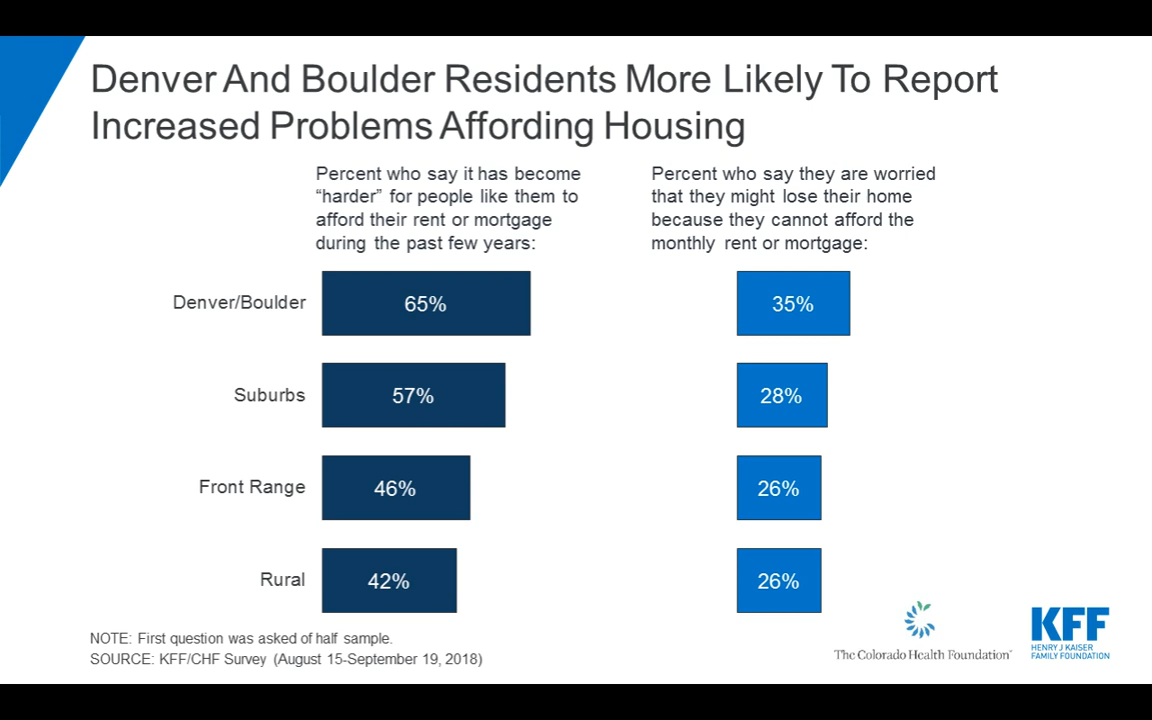 Denver And Boulder Residents More Likely To Report
Increased Problems Affording Housing
Percent who say it has become
“harder” for people like them to
afford their rent or mortgage
during the past few years:
Percent who say they are worried
that they might lose their home
because they cannot afford the
monthly rent or mortgage:
Denver/Boulder 65% 35%
Suburbs 57% 28%
Front Range 46% 26%
Rural 42% 26%
NOTE: First question was asked of half sample.
SOURCE: KFF/CHF Survey (August 15-September 19, 2018)
The Colorado Health Foundation™
KFF
HENRY J KAISER
FAMILY FOUNDATION